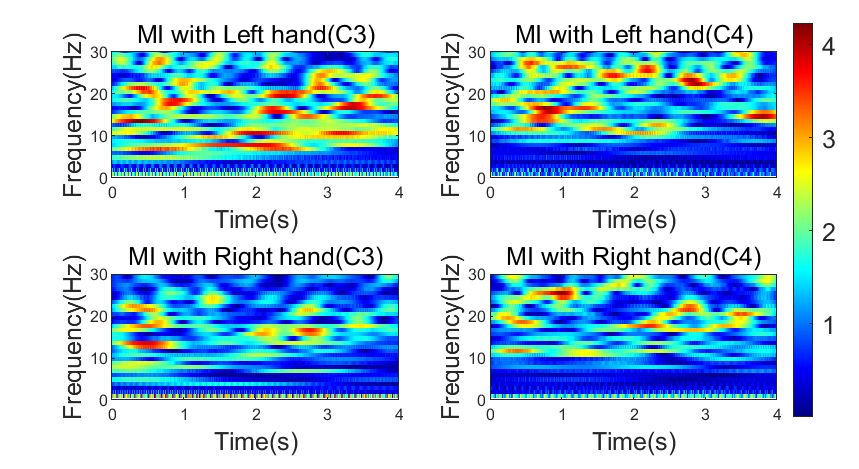 MI with Left hand(C3)
MI with Left hand(C4)
Frequency(Hz)
30
20
10
0
0 1 2 3 4
Time(s)
Frequency(Hz)
30
20
10
0
0 1 2 3 4
Time(s)
MI with Right hand(C3)
MI with Right hand(C4)
Frequency(Hz)
30
20
10
0
0 1 2 3 4
Time(s)
Frequency(Hz)
30
20
10
0
0 1 2 3 4
Time(s)
4
3
2
1